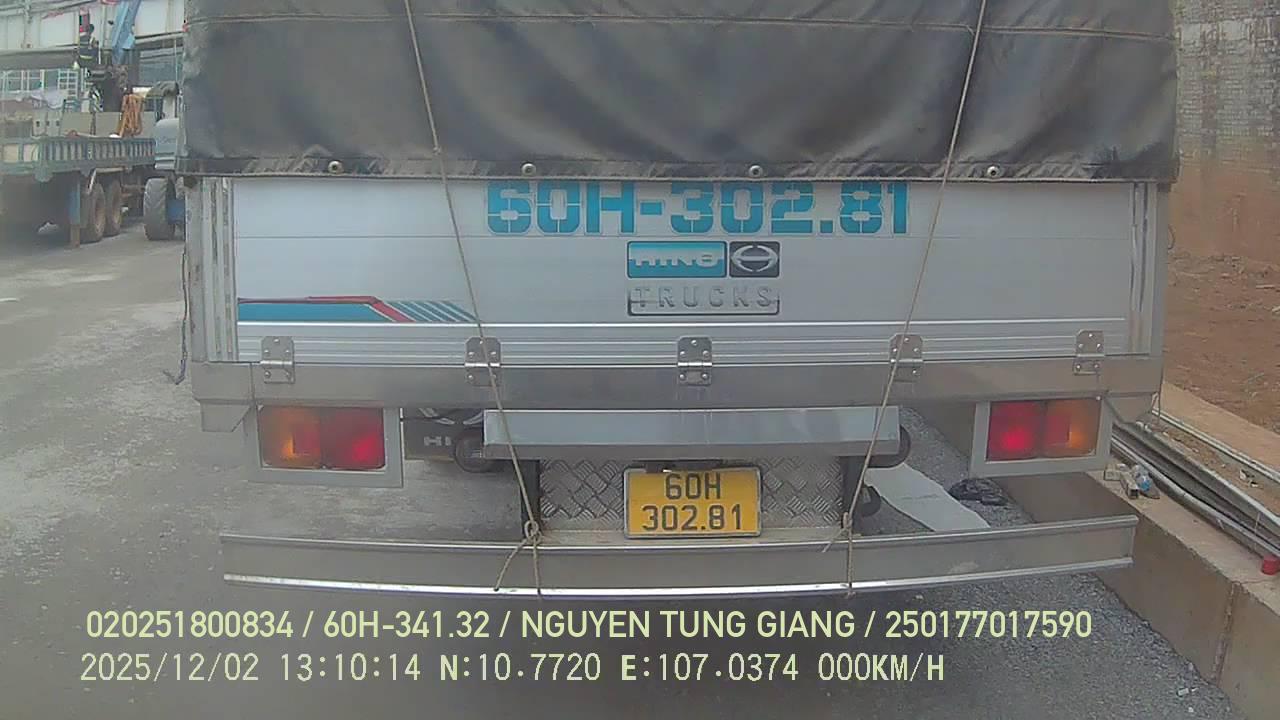 60H-302.81
HINO
TRUCKS
HI
60H
302.81
020251800834 / 60H-341.32 / NGUYEN TUNG GIANG / 250177017590
2025/12/02 13:10:14 N:10.7720 E:107.0374 000KM/H